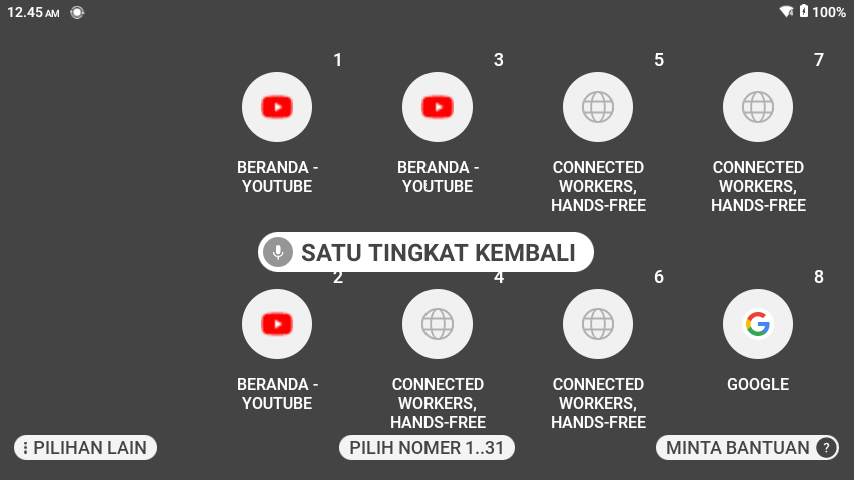 12.45 AM
100%
1
3
5
7
BERANDA -
YOUTUBE
BERANDA -
YOUTUBE
CONNECTED
WORKERS,
HANDS-FREE
CONNECTED
WORKERS,
HANDS-FREE
SATU TINGKAT KEMBALI
2
4
6
8
BERANDA -
YOUTUBE
CONNECTED
WORKERS,
HANDS-FREE
CONNECTED
WORKERS,
HANDS-FREE
GOOGLE
PILIHAN LAIN
PILIH NOMER 1..31
MINTA BANTUAN ?